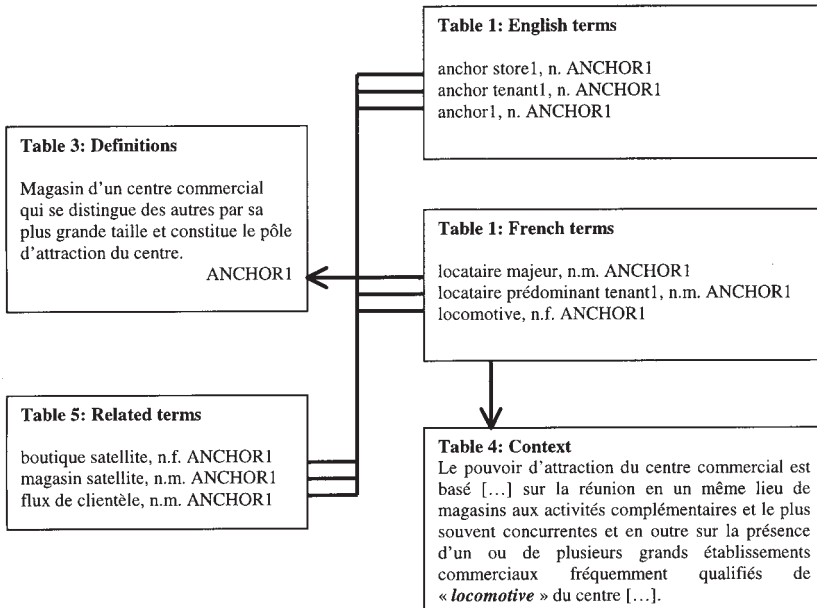 Table 1: English terms
anchor store1, n. ANCHOR1
anchor tenant1, n. ANCHOR1
anchor1, n. ANCHOR1
Table 3: Definitions
Magasin d'un centre commercial
qui se distingue des autres par sa
plus grande taille et constitue le pôle
d'attraction du centre.
ANCHOR1
Table 1: French terms
locataire majeur, n.m. ANCHOR1
locataire prédominant tenant1, n.m. ANCHOR1
locomotive, n.f. ANCHOR1
Table 5: Related terms
boutique satellite, n.f. ANCHOR1
magasin satellite, n.m. ANCHOR1
flux de clientèle, n.m. ANCHOR1
Table 4: Context
Le pouvoir d'attraction du centre commercial est
basé […] sur la réunion en un même lieu de
magasins aux activités complémentaires et le plus
souvent concurrentes et en outre sur la présence
d'un ou de plusieurs grands établissements
commerciaux fréquemment qualifiés de
« locomotive » du centre […].